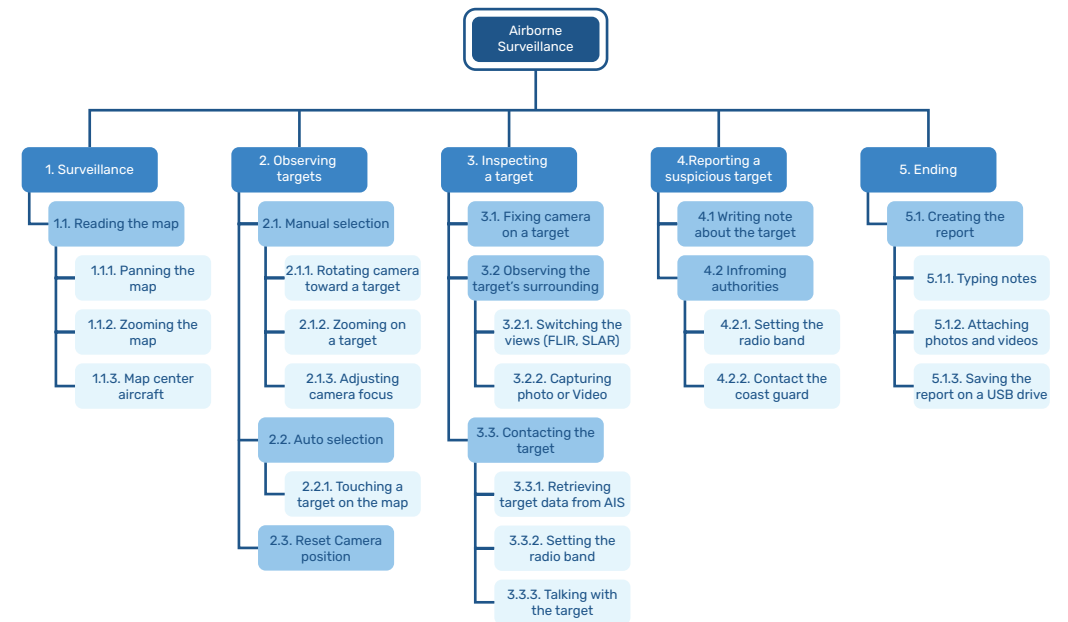 Airborne
Surveillance
1. Surveillance
1.1. Reading the map
1.1.1. Panning the
map
1.1.2. Zooming the
map
1.1.3. Map center
aircraft
2. Observing
targets
2.1. Manual selection
2.1.1. Rotating camera
toward a target
2.1.2. Zooming on
a target
2.1.3. Adjusting
camera focus
2.2. Auto selection
2.2.1. Touching a
target on the map
2.3. Reset Camera
position
3. Inspecting
a target
3.1. Fixing camera
on a target
3.2 Observing the
target's surrounding
3.2.1. Switching the
views (FLIR, SLAR)
3.2.2. Capturing
photo or Video
3.3. Contacting the
target
3.3.1. Retrieving
target data from AIS
3.3.2. Setting the
radio band
3.3.3. Talking with
the target
4.Reporting a
suspicious target
4.1 Writing note
about the target
4.2 Infroming
authorities
4.2.1. Setting the
radio band
4.2.2. Contact the
coast guard
5. Ending
5.1. Creating the
report
5.1.1. Typing notes
5.1.2. Attaching
photos and videos
5.1.3. Saving the
report on a USB drive